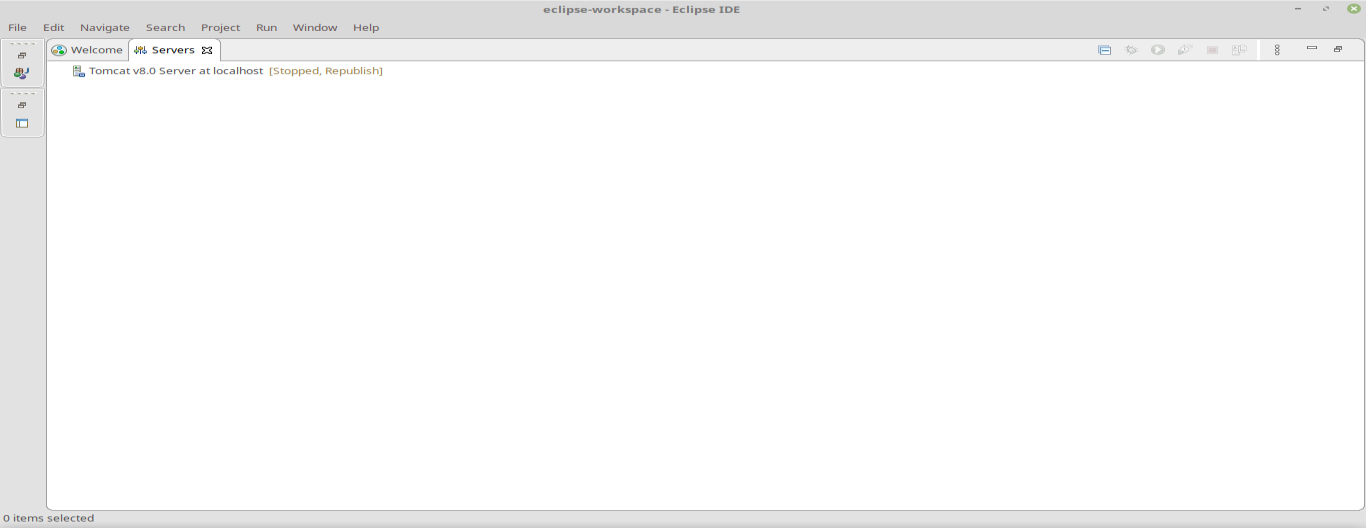 eclipse-workspace - Eclipse IDE
File Edit Navigate Search Project Run Window Help
Welcome Servers
Tomcat v8.0 Server at localhost [Stopped, Republish]
0 items selected